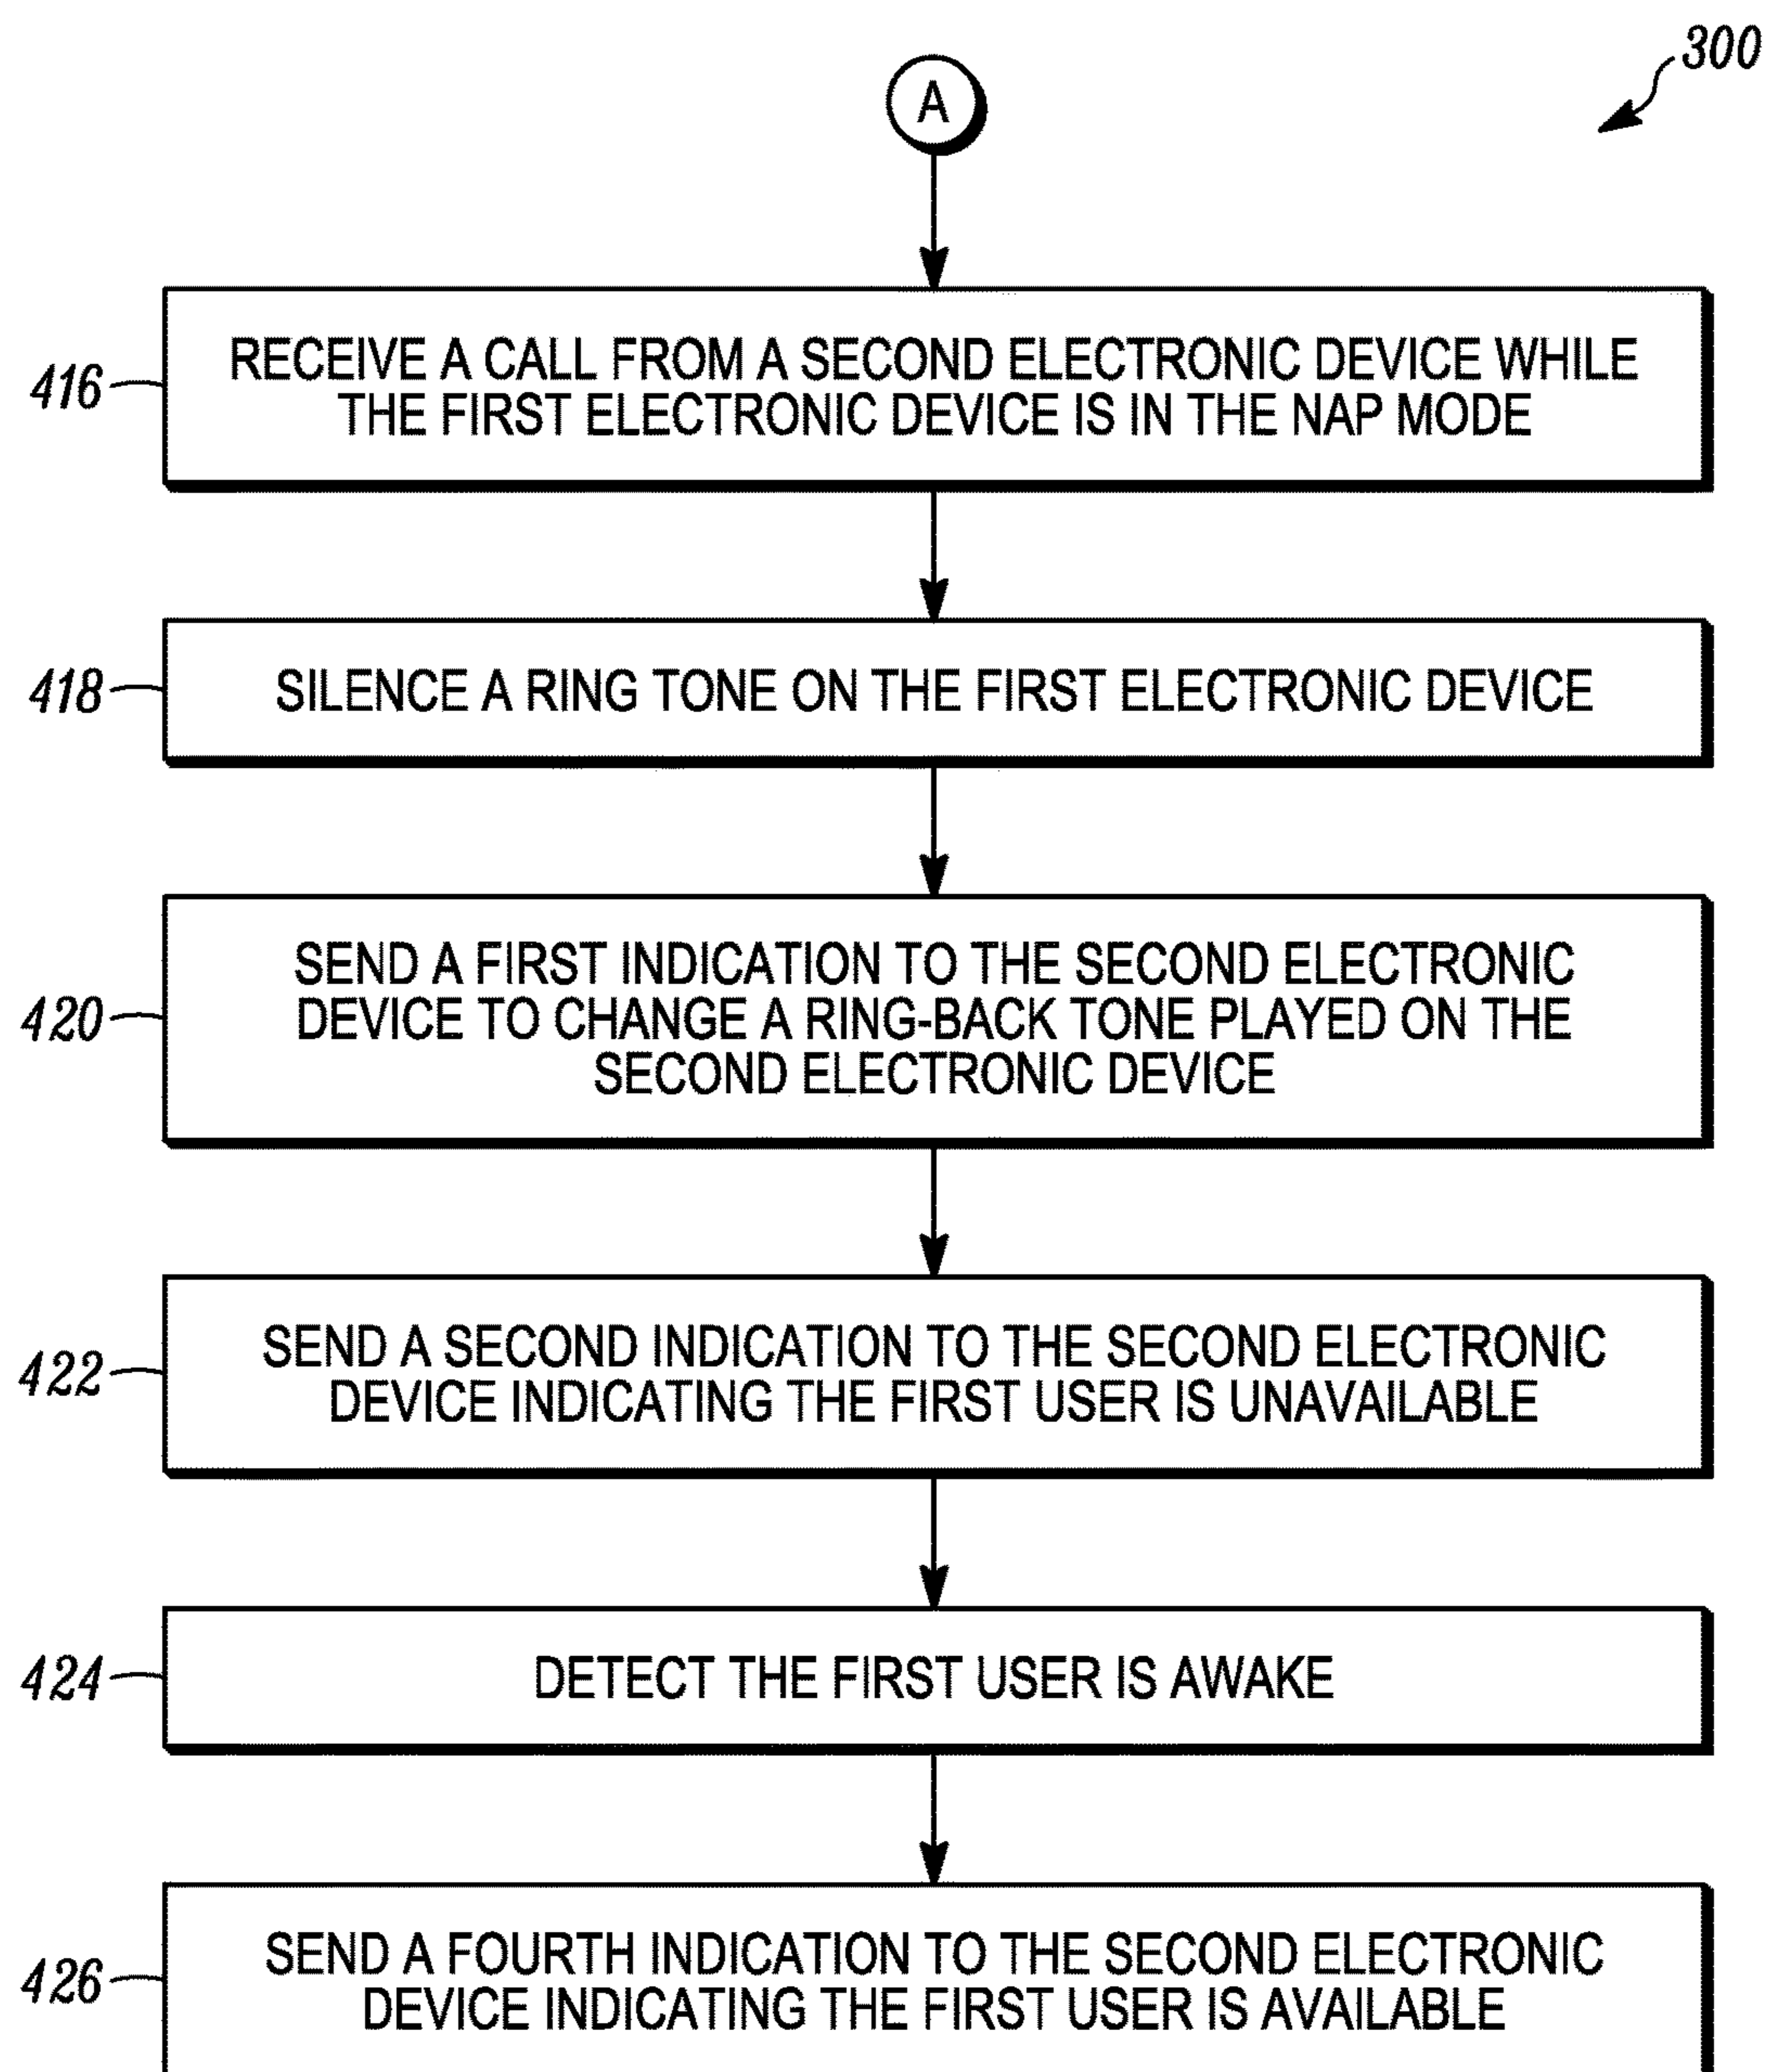 300
A
416
RECEIVE A CALL FROM A SECOND ELECTRONIC DEVICE WHILE
THE FIRST ELECTRONIC DEVICE IS IN THE NAP MODE
418
SILENCE A RING TONE ON THE FIRST ELECTRONIC DEVICE
420
SEND A FIRST INDICATION TO THE SECOND ELECTRONIC
DEVICE TO CHANGE A RING-BACK TONE PLAYED ON THE
SECOND ELECTRONIC DEVICE
422
SEND A SECOND INDICATION TO THE SECOND ELECTRONIC
DEVICE INDICATING THE FIRST USER IS UNAVAILABLE
424
DETECT THE FIRST USER IS AWAKE
426
SEND A FOURTH INDICATION TO THE SECOND ELECTRONIC
DEVICE INDICATING THE FIRST USER IS AVAILABLE